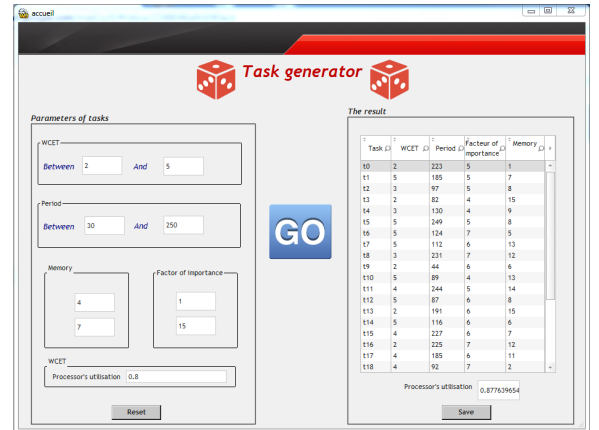 accueil
Task generator
Parameters of tasks
WCET
Between 2 And 5
Period
Between 30 And 250
Memory
4
7
Factor of importance
1
15
WCET
Processor's utilisation 0.8
Reset
GO
The result
Task WCET Period Facteur of mportance Memory
t0 2 223 5 1
t1 5 185 5 7
t2 3 97 5 8
t3 2 82 4 15
t4 3 130 4 9
t5 5 249 5 8
t6 5 124 7 5
t7 5 112 6 13
t8 3 231 7 12
t9 2 44 6 6
t10 5 89 4 13
t11 4 244 5 14
t12 5 87 6 8
t13 2 191 6 15
t14 5 116 6 6
t15 4 227 6 7
t16 2 225 7 12
t17 4 185 6 11
t18 4 92 7 2
Processor's utilisation 0.877639654
Save